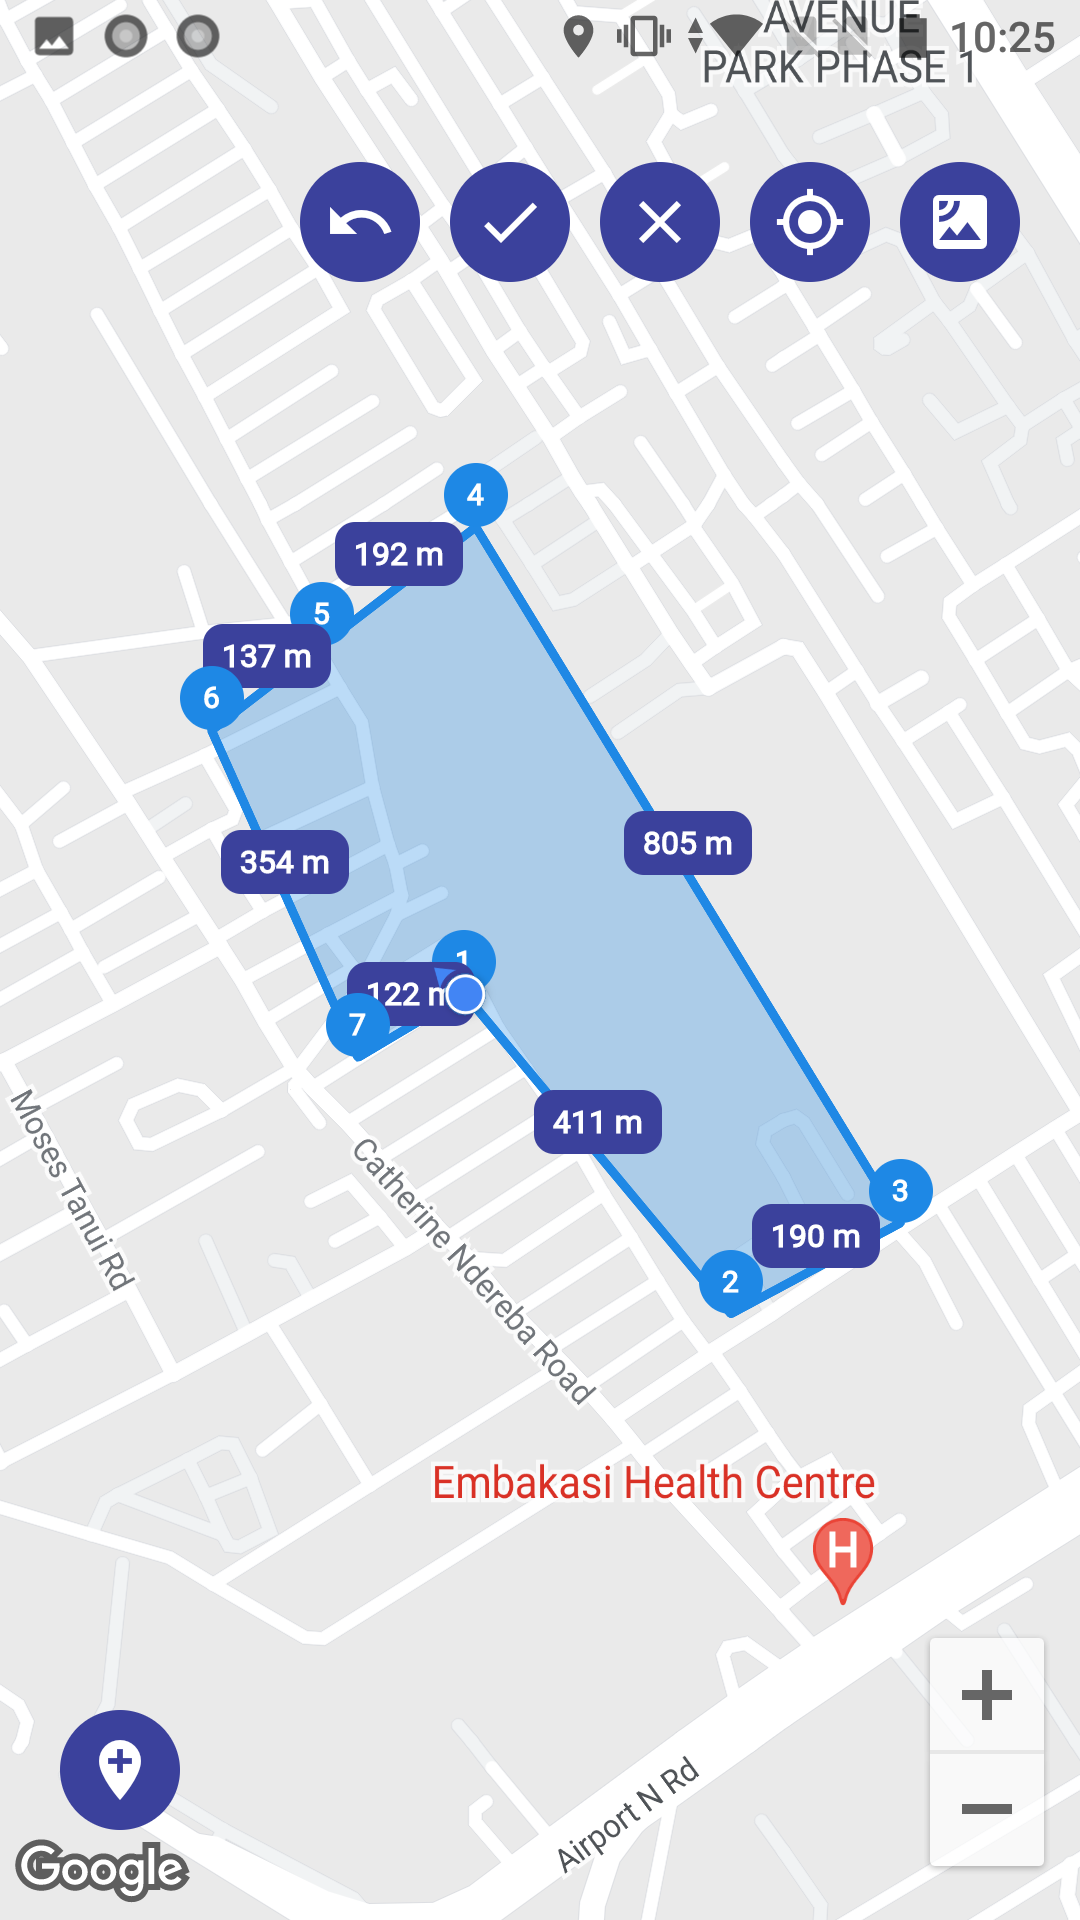 AVENUE
PARK PHASE 1
10:25
4
192 m
5
137 m
6
805 m
354 m
1
122 m
7
411 m
3
190 m
2
Moses Tanui Rd
Catherine Ndereba Road
Embakasi Health Centre
H
Airport N Rd
Google